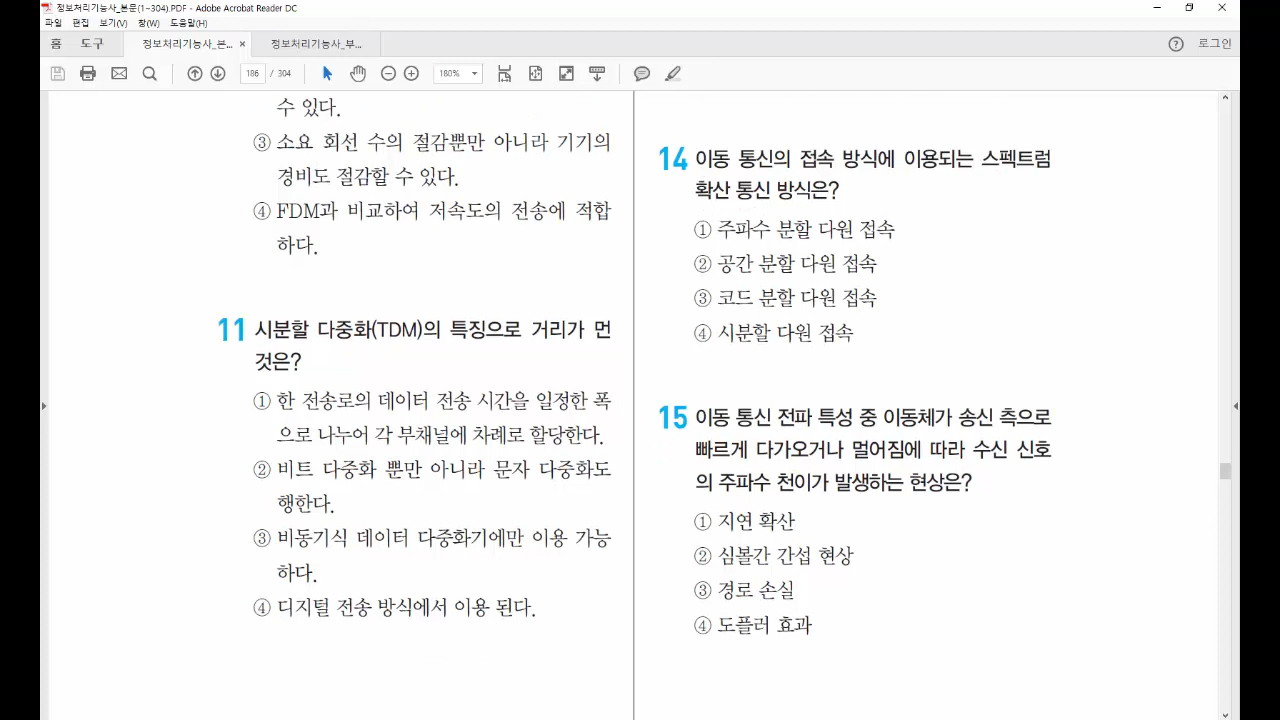 정보처리기능사_본문(1~304).PDF - Adobe Acrobat Reader DC
파일 편집 보기(V) 창(W) 도움말(H)
홈 도구 정보처리기능사_본... × 정보처리기능사_부... ? 로그인
186 / 304 180%
수 있다.
③ 소요 회선 수의 절감뿐만 아니라 기기의
경비도 절감할 수 있다.
④ FDM과 비교하여 저속도의 전송에 적합
하다.
11 시분할 다중화(TDM)의 특징으로 거리가 먼
것은?
① 한 전송로의 데이터 전송 시간을 일정한 폭
으로 나누어 각 부채널에 차례로 할당한다.
② 비트 다중화 뿐만 아니라 문자 다중화도
행한다.
③ 비동기식 데이터 다중화기에만 이용 가능
하다.
④ 디지털 전송 방식에서 이용 된다.
14 이동 통신의 접속 방식에 이용되는 스펙트럼
확산 통신 방식은?
① 주파수 분할 다원 접속
② 공간 분할 다원 접속
③ 코드 분할 다원 접속
④ 시분할 다원 접속
15 이동 통신 전파 특성 중 이동체가 송신 측으로
빠르게 다가오거나 멀어짐에 따라 수신 신호
의 주파수 천이가 발생하는 현상은?
① 지연 확산
② 심볼간 간섭 현상
③ 경로 손실
④ 도플러 효과